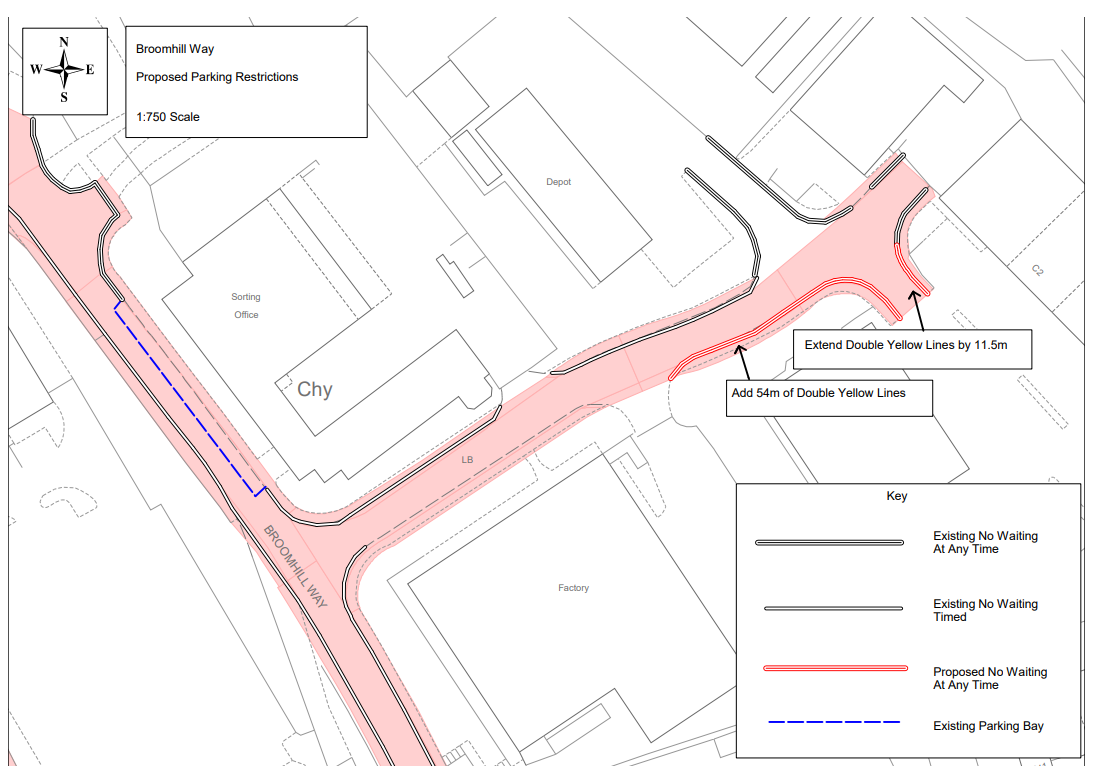 N
W E
S
Broomhill Way
Proposed Parking Restrictions
1:750 Scale
Depot
Sorting
Office
Chy
C2
Extend Double Yellow Lines by 11.5m
Add 54m of Double Yellow Lines
LB
BROOMHILL WAY
Factory
Key
Existing No Waiting
At Any Time
Existing No Waiting
Timed
Proposed No Waiting
At Any Time
Existing Parking Bay